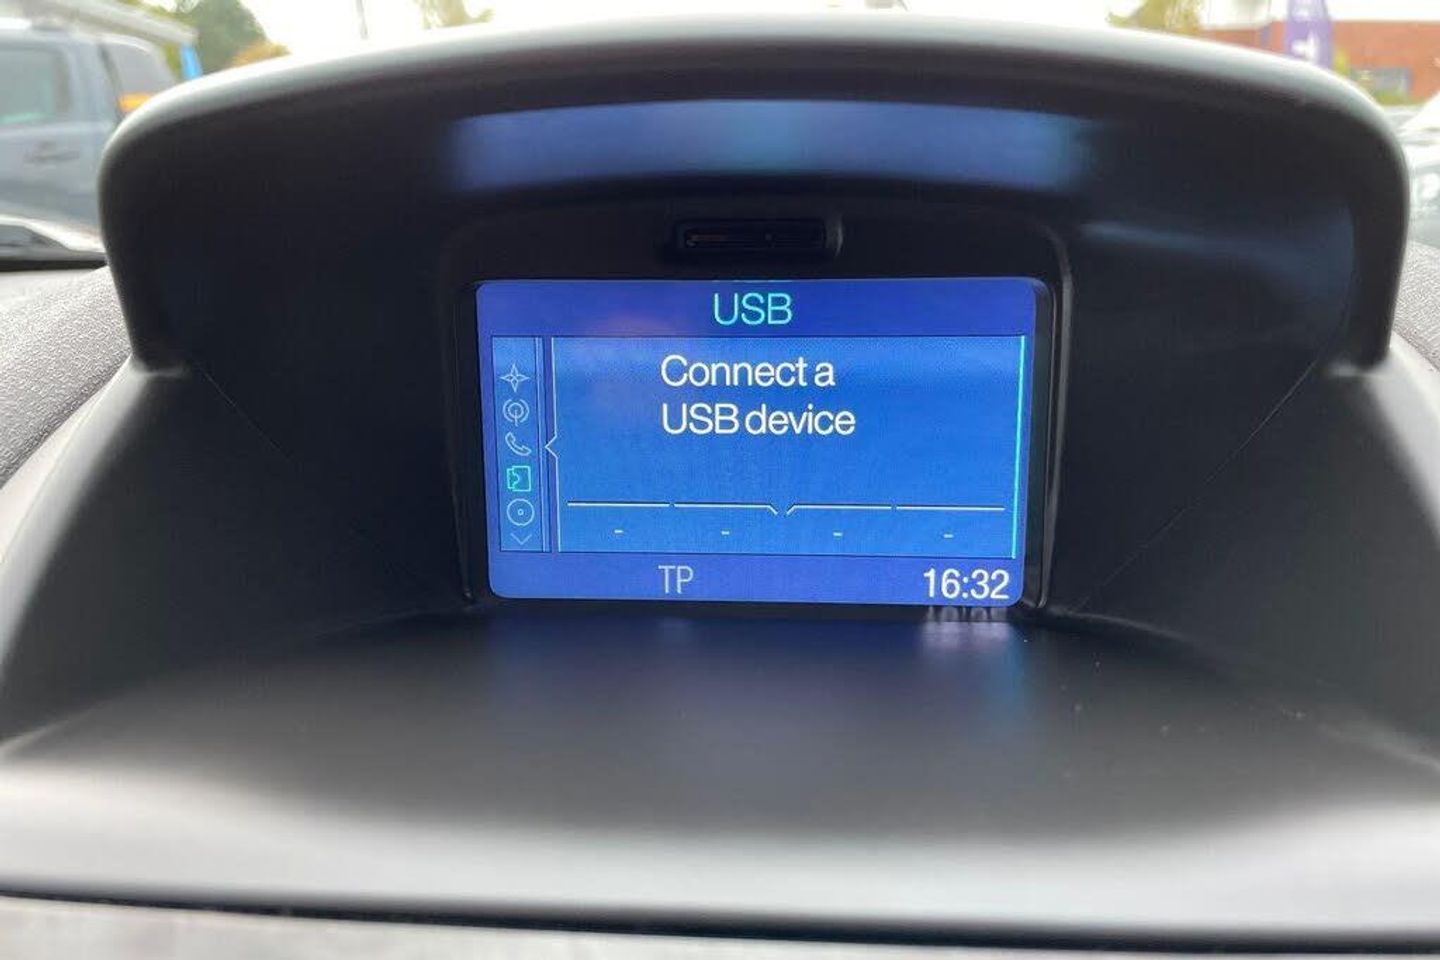 USB
Connect a
USB device
- - - -
TP 16:32